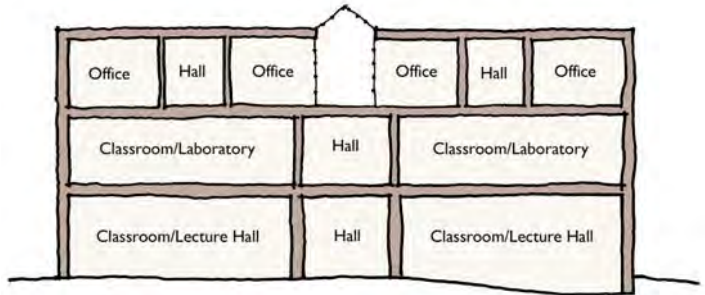 Office
Hall
Office
Office
Hall
Office
Classroom/Laboratory
Hall
Classroom/Laboratory
Classroom/Lecture Hall
Hall
Classroom/Lecture Hall